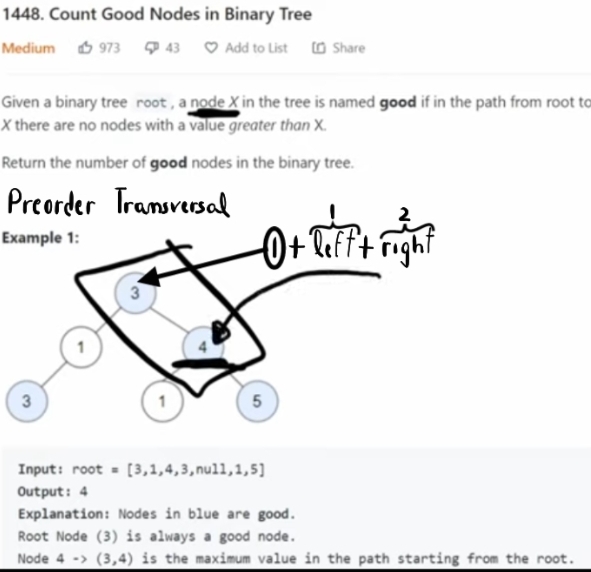 1448. Count Good Nodes in Binary Tree
Medium 973 43 Add to List Share
Given a binary tree root, a node X in the tree is named good if in the path from root to
X there are no nodes with a value greater than X.
Return the number of good nodes in the binary tree.
Preorder Transversal
1 2
Example 1: 1 + left + right
3
1 4
3 1 5
Input: root = [3,1,4,3,null,1,5]
Output: 4
Explanation: Nodes in blue are good.
Root Node (3) is always a good node.
Node 4 -> (3,4) is the maximum value in the path starting from the root.